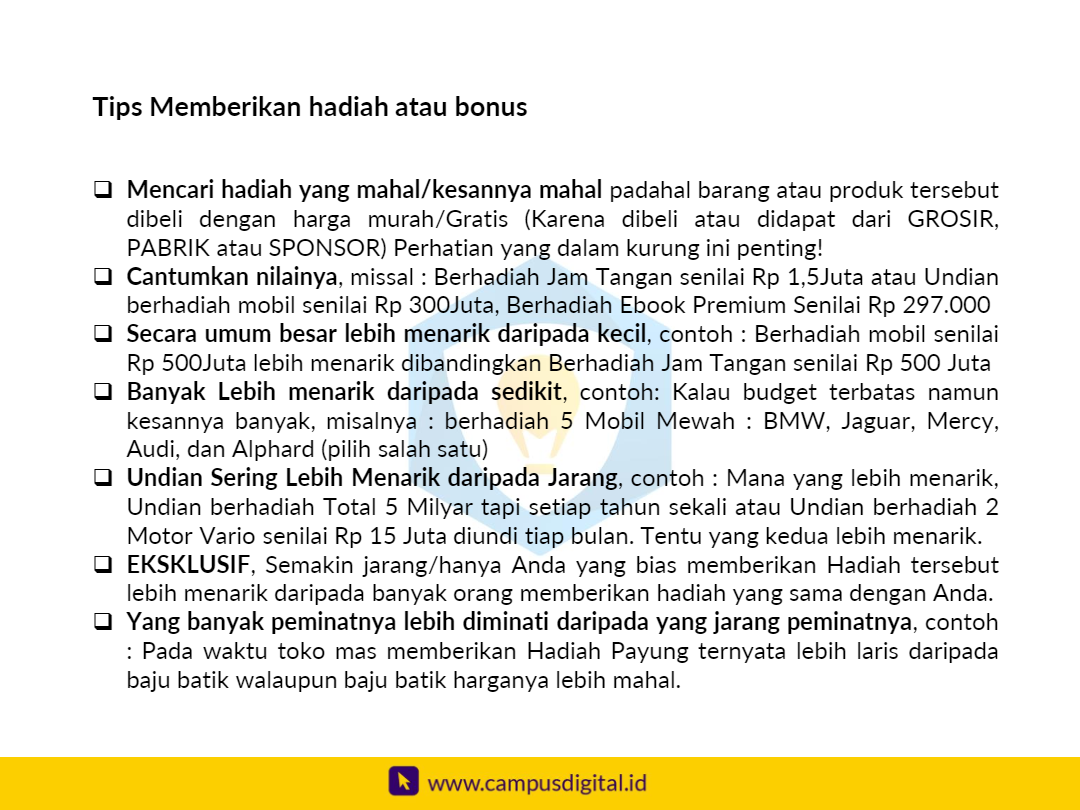 Tips Memberikan hadiah atau bonus
❑ Mencari hadiah yang mahal/kesannya mahal padahal barang atau produk tersebut
dibeli dengan harga murah/Gratis (Karena dibeli atau didapat dari GROSIR,
PABRIK atau SPONSOR) Perhatian yang dalam kurung ini penting!
❑ Cantumkan nilainya, missal : Berhadiah Jam Tangan senilai Rp 1,5Juta atau Undian
berhadiah mobil senilai Rp 300Juta, Berhadiah Ebook Premium Senilai Rp 297.000
❑ Secara umum besar lebih menarik daripada kecil, contoh : Berhadiah mobil senilai
Rp 500Juta lebih menarik dibandingkan Berhadiah Jam Tangan senilai Rp 500 Juta
❑ Banyak Lebih menarik daripada sedikit, contoh: Kalau budget terbatas namun
kesannya banyak, misalnya : berhadiah 5 Mobil Mewah : BMW, Jaguar, Mercy,
Audi, dan Alphard (pilih salah satu)
❑ Undian Sering Lebih Menarik daripada Jarang, contoh : Mana yang lebih menarik,
Undian berhadiah Total 5 Milyar tapi setiap tahun sekali atau Undian berhadiah 2
Motor Vario senilai Rp 15 Juta diundi tiap bulan. Tentu yang kedua lebih menarik.
❑ EKSKLUSIF, Semakin jarang/hanya Anda yang bias memberikan Hadiah tersebut
lebih menarik daripada banyak orang memberikan hadiah yang sama dengan Anda.
❑ Yang banyak peminatnya lebih diminati daripada yang jarang peminatnya, contoh
: Pada waktu toko mas memberikan Hadiah Payung ternyata lebih laris daripada
baju batik walaupun baju batik harganya lebih mahal.
www.campusdigital.id